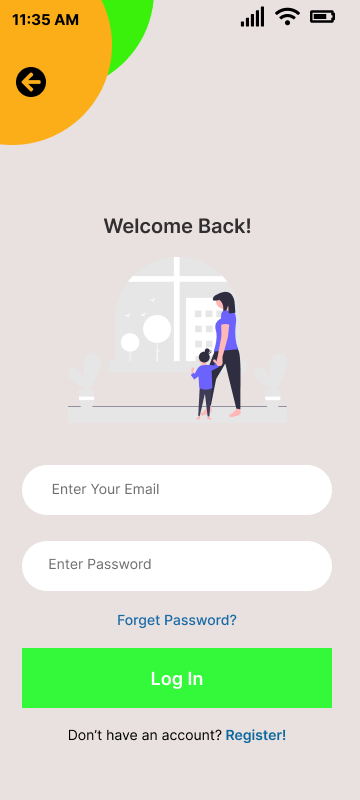 11:35 AM
Welcome Back!
Enter Your Email
Enter Password
Forget Password?
Log In
Don’t have an account? Register!